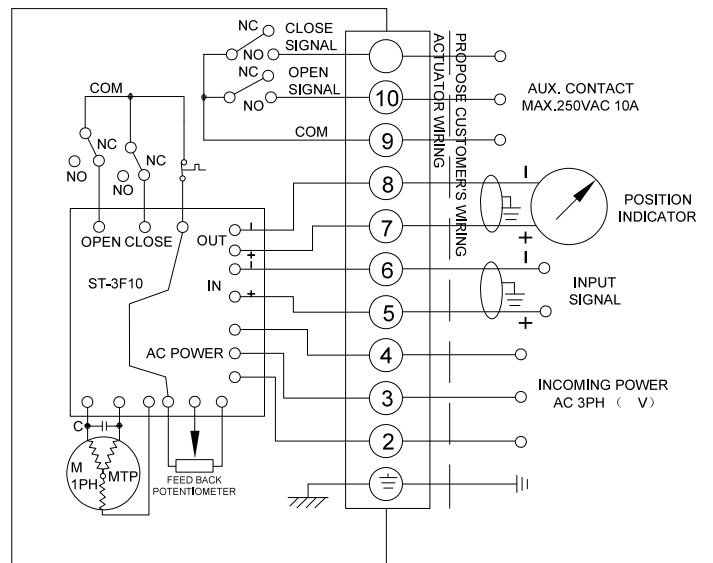 NC
CLOSE
SIGNAL
NO
NC
OPEN
SIGNAL
NO
COM
COM
NC
NO
NC
NO
OPEN CLOSE
ST-3F10
OUT
-
+
-
IN
+
AC POWER
C
M
1PH
MTP
FEED BACK
POTENTIOMETER
10
9
8
7
6
5
4
3
2
ACTUATOR WIRING
PROPOSE CUSTOMER'S WIRING
AUX. CONTACT
MAX.250VAC 10A
-
+
POSITION
INDICATOR
-
+
INPUT
SIGNAL
INCOMING POWER
AC 3PH ( V)